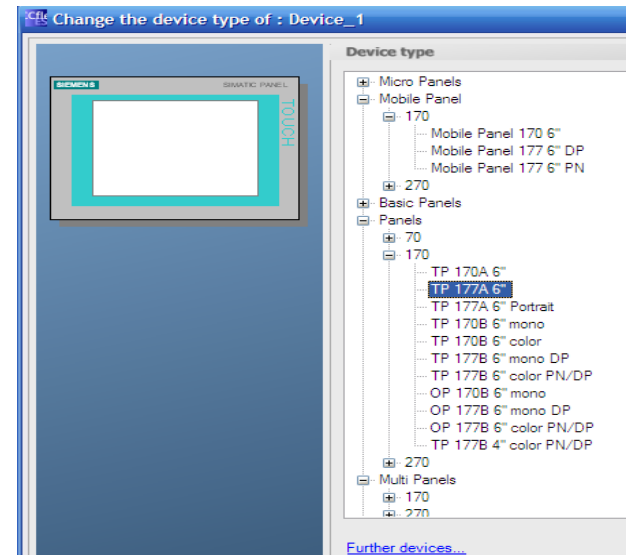 Change the device type of : Device_1
SIEMENS
SIMATIC PANEL
TOUCH
Device type
Micro Panels
Mobile Panel
170
Mobile Panel 170 6"
Mobile Panel 177 6" DP
Mobile Panel 177 6" PN
270
Basic Panels
Panels
70
170
TP 170A 6"
TP 177A 6"
TP 177A 6" Portrait
TP 170B 6" mono
TP 170B 6" color
TP 177B 6" mono DP
TP 177B 6" color PN/DP
OP 170B 6" mono
OP 177B 6" mono DP
OP 177B 6" color PN/DP
TP 177B 4" color PN/DP
270
Multi Panels
170
270
Further devices...